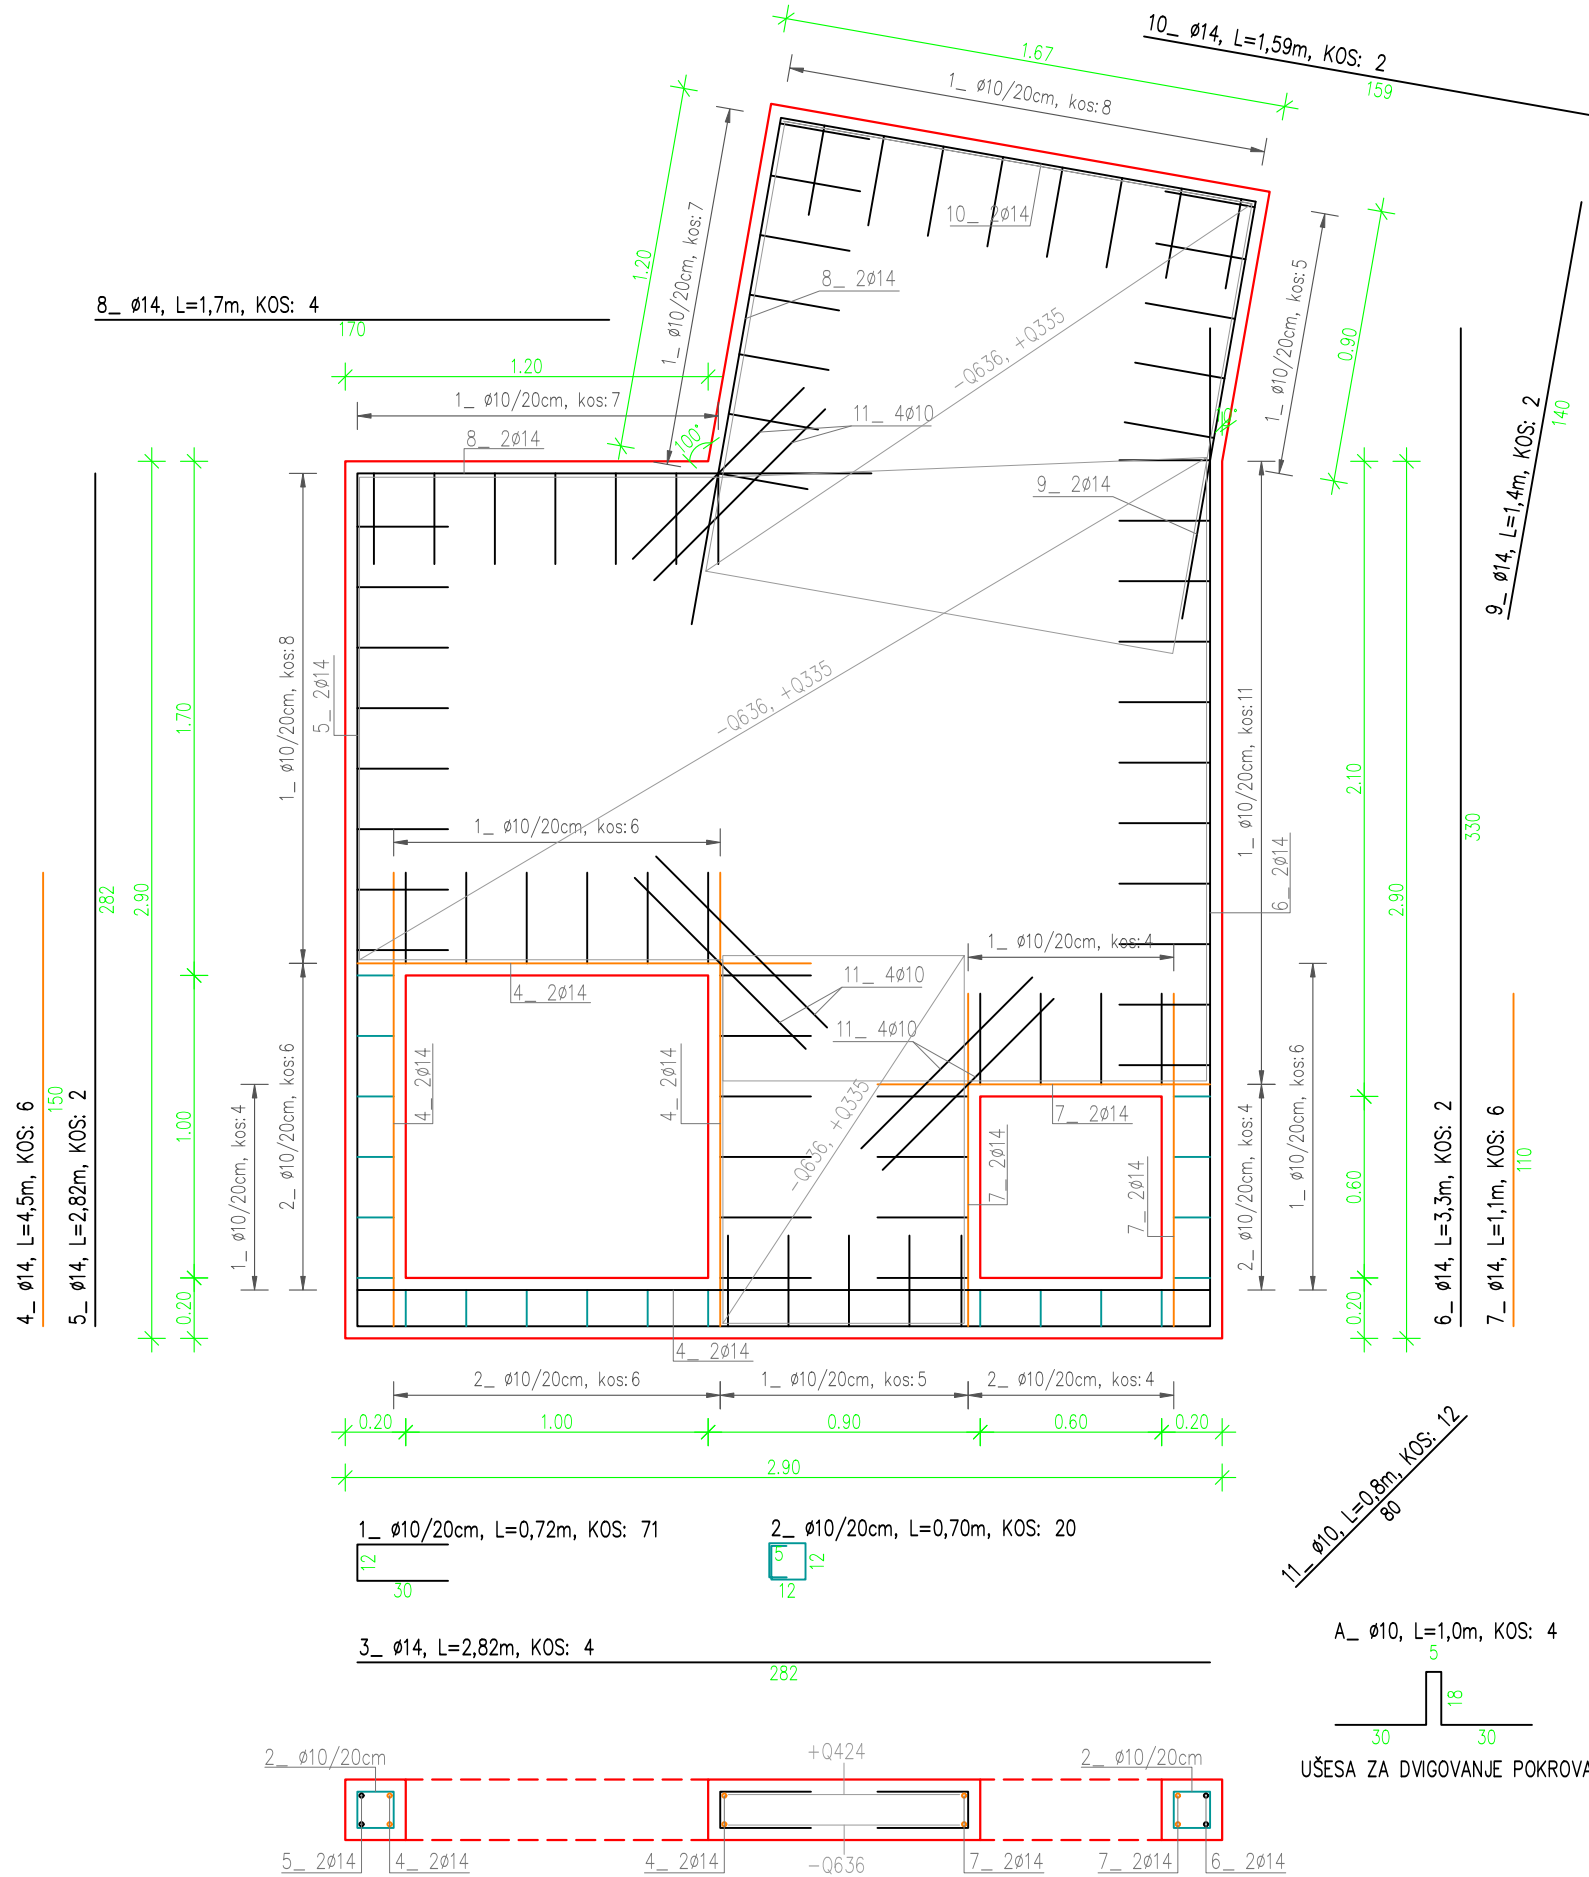 10_ ø14, L=1,59m, KOS: 2
159
1.67
1_ ø10/20cm, kos:8
10_ 2ø14
1_ ø10/20cm, kos:7
1.20
8_ 2ø14
-Q636, +Q335
1_ ø10/20cm, kos:5
0.90
9_ ø14, L=1,4m, KOS: 2
140
8_ ø14, L=1,7m, KOS: 4
170
1.20
1_ ø10/20cm, kos:7
8_ 2ø14
100°
11_ 4ø10
9_ 2ø14
1_ ø10/20cm, kos:8
5_ 2ø14
1.70
-Q636, +Q335
1_ ø10/20cm, kos:11
2.10
330
1_ ø10/20cm, kos:6
282
2.90
6_ 2ø14
2.90
1_ ø10/20cm, kos:4
11_ 4ø10
4_ 2ø14
11_ 4ø10
4_ 2ø14
4_ 2ø14
7_ 2ø14
7_ 2ø14
7_ 2ø14
-Q636, +Q335
4_ ø14, L=4,5m, KOS: 6
150
5_ ø14, L=2,82m, KOS: 2
1.00
0.20
1_ ø10/20cm, kos:4
2_ ø10/20cm, kos:6
2_ ø10/20cm, kos:4
1_ ø10/20cm, kos:6
0.60
0.20
6_ ø14, L=3,3m, KOS: 2
7_ ø14, L=1,1m, KOS: 6
110
4_ 2ø14
2_ ø10/20cm, kos:6
1_ ø10/20cm, kos:5
2_ ø10/20cm, kos:4
0.20
1.00
0.90
0.60
0.20
2.90
11_ ø10, L=0,8m, KOS: 12
80
1_ ø10/20cm, L=0,72m, KOS: 71
12
30
2_ ø10/20cm, L=0,70m, KOS: 20
5
12
12
3_ ø14, L=2,82m, KOS: 4
282
A_ ø10, L=1,0m, KOS: 4
5
18
30
30
UŠESA ZA DVIGOVANJE POKROVA
2_ ø10/20cm
+Q424
2_ ø10/20cm
5_ 2ø14
4_ 2ø14
4_ 2ø14
-Q636
7_ 2ø14
7_ 2ø14
6_ 2ø14